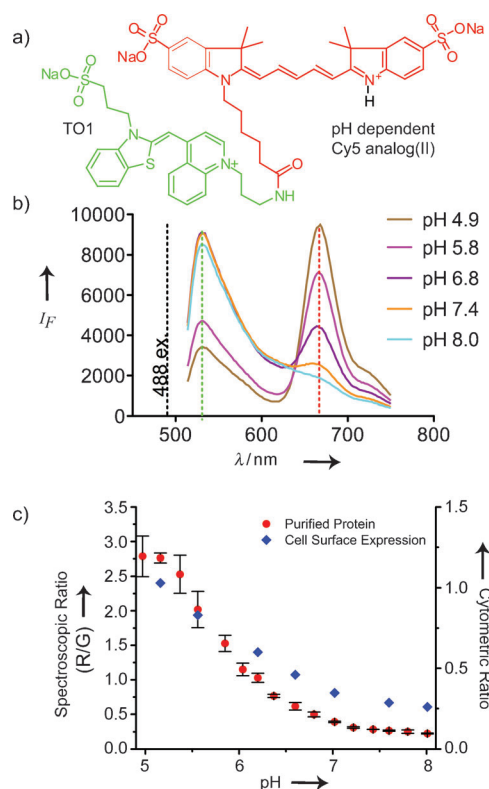 a)
NaO
S
O
O
N
N+
H
O
S
O
ONa
O
NaO
S
O
O
TO1
N
S
N+
NH
O
pH dependent
Cy5 analog(II)
b)
10000
8000
6000
4000
2000
0
I_F
488 ex.
500
600
700
800
λ/nm
pH 4.9
pH 5.8
pH 6.8
pH 7.4
pH 8.0
c)
3.5
3.0
2.5
2.0
1.5
1.0
0.5
0.0
Spectroscopic Ratio
(R/G)
Purified Protein
Cell Surface Expression
1.5
1.0
0.5
0.0
Cytometric Ratio
5
6
7
8
pH